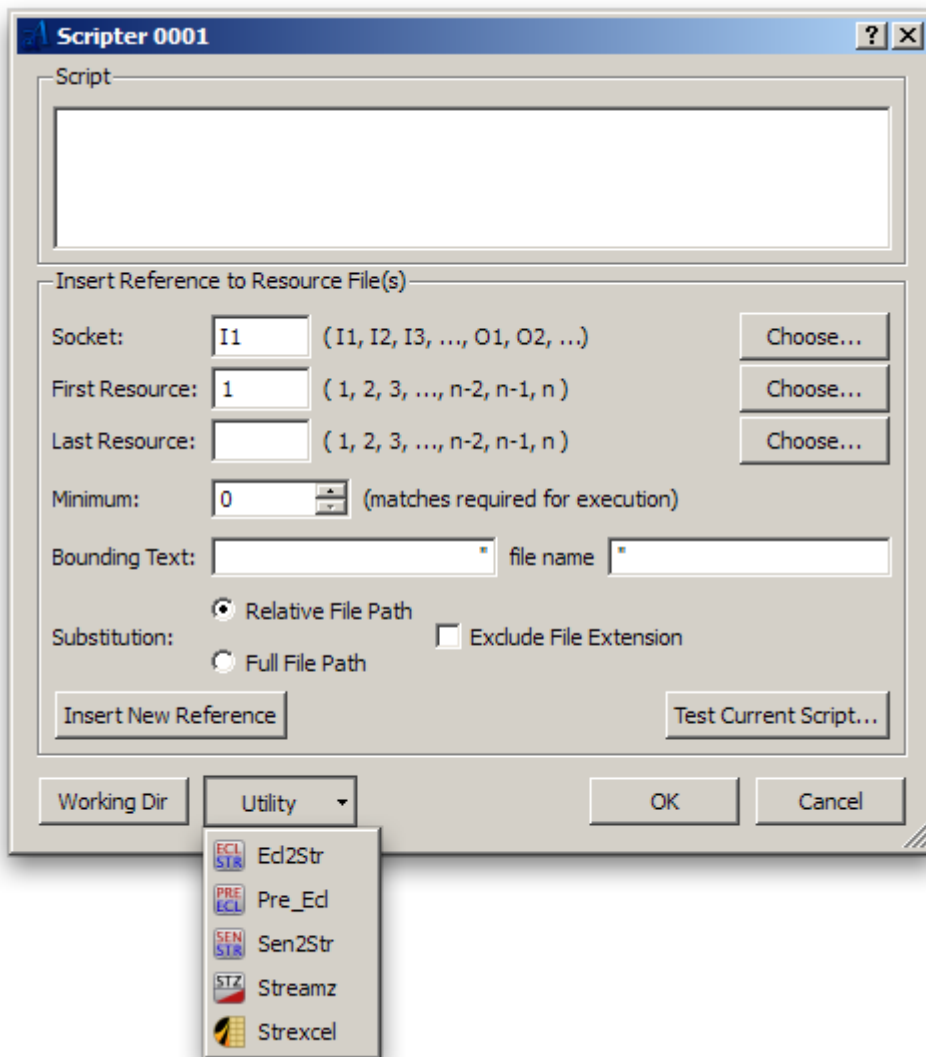 Scripter 0001
Script
Insert Reference to Resource File(s)
Socket: I1 ( I1, I2, I3, ..., O1, O2, ...) Choose...
First Resource: 1 ( 1, 2, 3, ..., n-2, n-1, n ) Choose...
Last Resource: ( 1, 2, 3, ..., n-2, n-1, n ) Choose...
Minimum: 0 (matches required for execution)
Bounding Text: " file name "
Substitution: Relative File Path Exclude File Extension
Full File Path
Insert New Reference Test Current Script...
Working Dir Utility OK Cancel
ECL STR Ecl2Str
PRE ECL Pre_Ecl
SEN STR Sen2Str
STZ Streamz
Strexcel